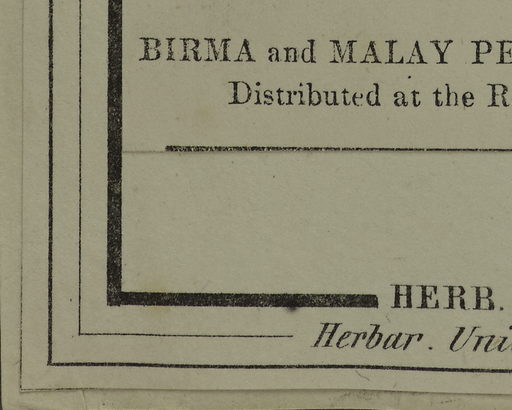 BIRMA and MALAY PE
Distributed at the R
HERB.
Herbar. Uni